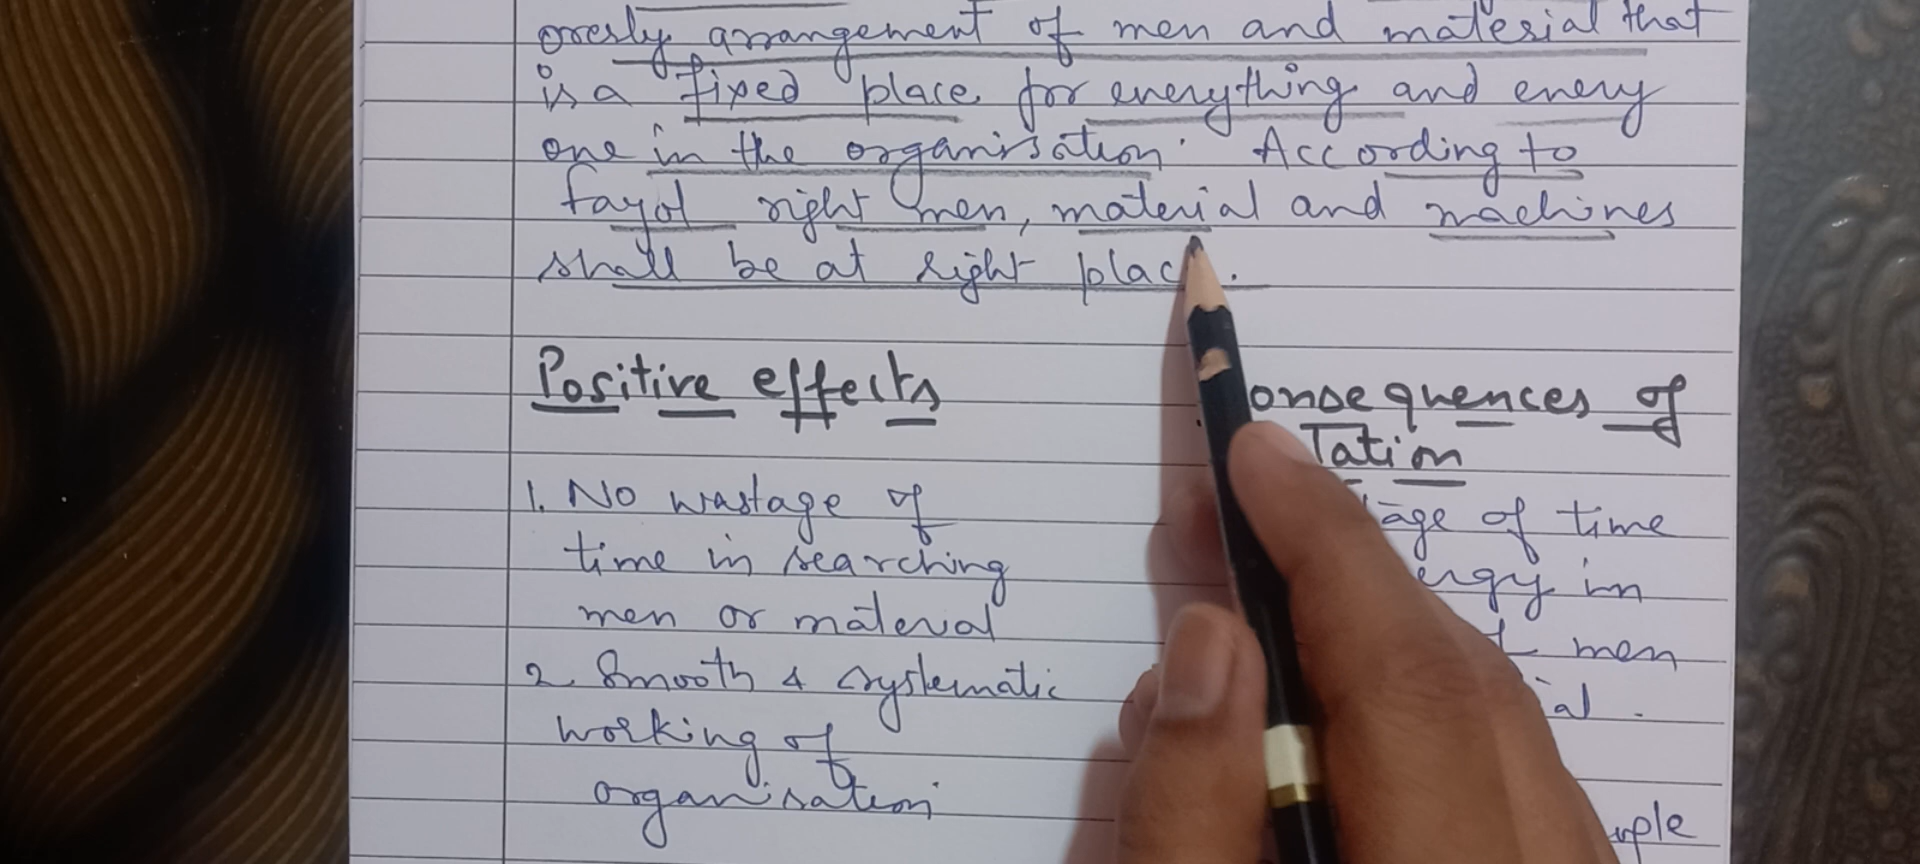 orerly arrangement of men and material that
is a fixed place for everything and every
one in the organisation. According to
fayol right men, material and machines
shall be at right plac .
Positive effects
onsequences of
Tation
1. No wastage of
time in searching
men or material
2. Smooth & systematic
working of
organisation
age of time
ergy in
men
ial .